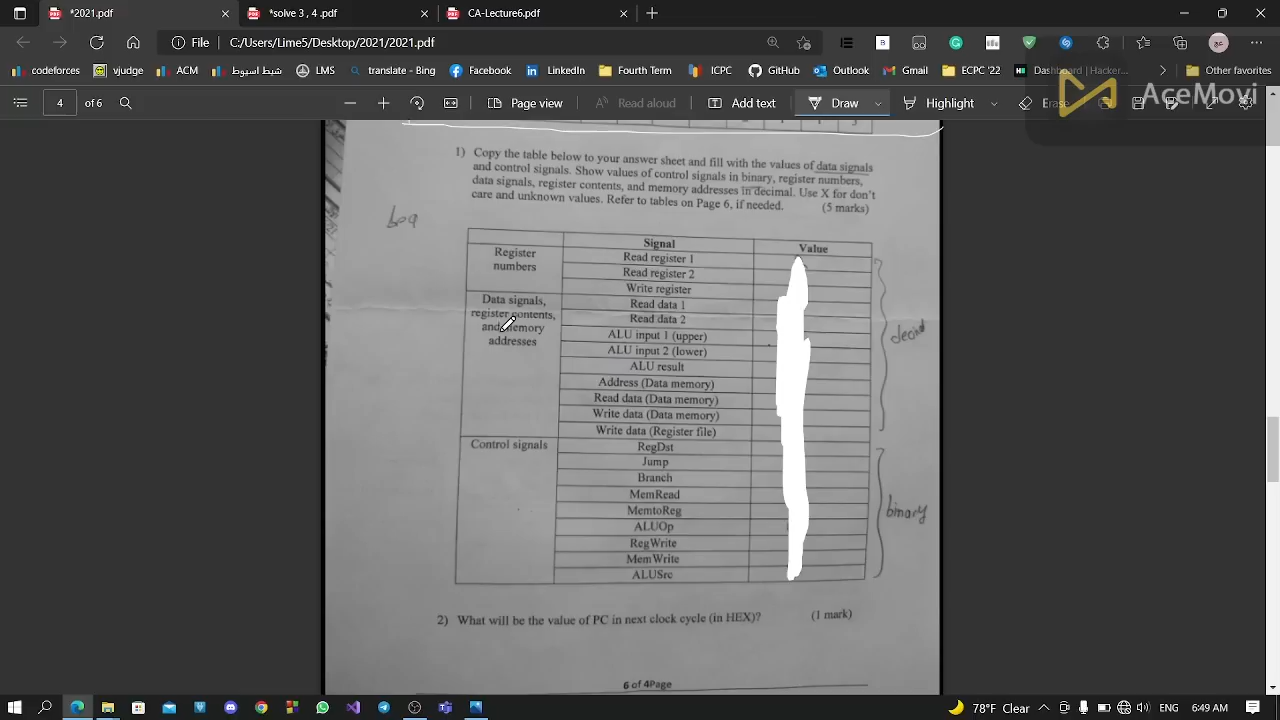 *2021.pdf
*solve 3 , 4 .pdf
CA-Lecture6.pdf
File
C:/Users/Lime5/Desktop/2021/2021.pdf
codeforces
Wuzzuf
AI
M
LMS
translate - Bing
Facebook
LinkedIn
Fourth Term
ICPC
GitHub
Outlook
Gmail
ECPC '22
Dashboard | Hacker...
Other favorites
AceMovi
4
of 6
Page view
Read aloud
Add text
Draw
Highlight
Erase
1) Copy the table below to your answer sheet and fill with the values of data signals
and control signals. Show values of control signals in binary, register numbers,
data signals, register contents, and memory addresses in decimal. Use X for don't
care and unknown values. Refer to tables on Page 6, if needed. (5 marks)
beq
Signal
Value
Register
numbers
Read register 1
Read register 2
Write register
Data signals,
register contents,
and memory
addresses
Read data 1
Read data 2
ALU input 1 (upper)
ALU input 2 (lower)
ALU result
Address (Data memory)
Read data (Data memory)
Write data (Data memory)
Write data (Register file)
Control signals
RegDst
Jump
Branch
MemRead
MemtoReg
ALUOp
RegWrite
MemWrite
ALUSrc
binary
2) What will be the value of PC in next clock cycle (in HEX)? (1 mark)
6 of 4Page
78°F Clear
6:49 AM